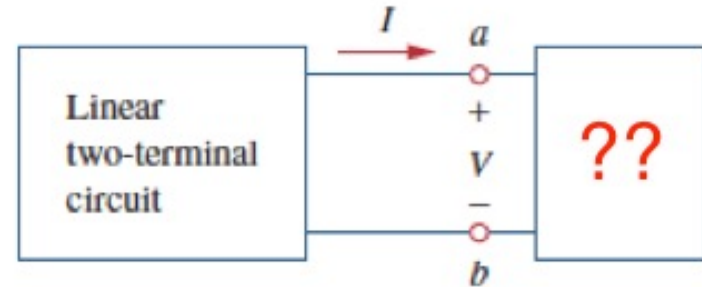 I
a
Linear
two-terminal
circuit
+
V
−
b
??